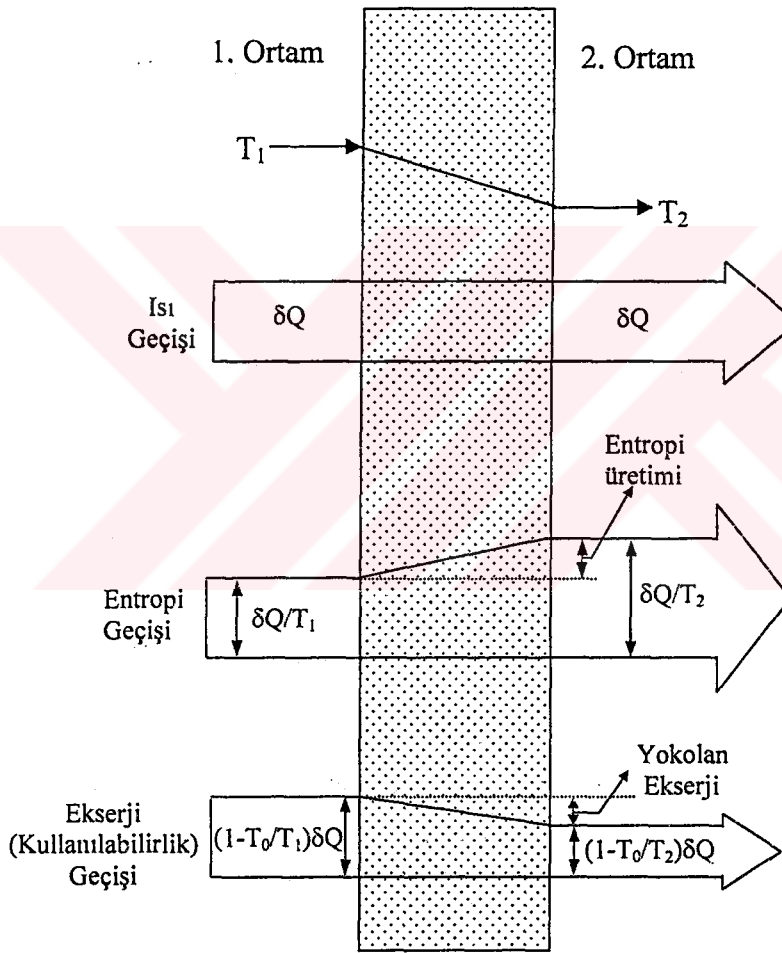 1. Ortam
2. Ortam
T₁
T₂
Isı
Geçişi
δQ
δQ
Entropi
üretimi
Entropi
Geçişi
δQ/T₁
δQ/T₂
Yokolan
Ekserji
Ekserji
(Kullanılabilirlik)
Geçişi
(1-T₀/T₁)δQ
(1-T₀/T₂)δQ